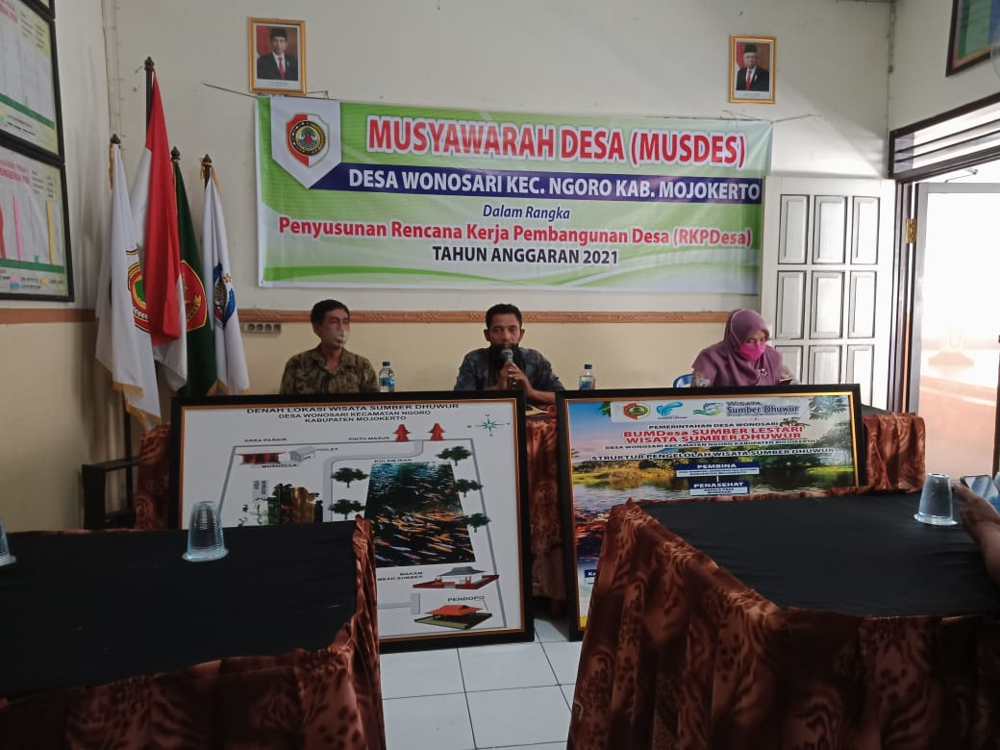 MUSYAWARAH DESA (MUSDES)
DESA WONOSARI KEC. NGORO KAB. MOJOKERTO
Dalam Rangka
Penyusunan Rencana Kerja Pembangunan Desa (RKPDesa)
TAHUN ANGGARAN 2021
DENAH LOKASI WISATA SUMBER DHUWUR
DESA WONOSARI KECAMATAN NGORO
KABUPATEN MOJOKERTO
AREA PARKIR
PINTU MASUK
TOILET
MUSHOLLA
KOLAM IKAN
MAKAM
MBAH SUMBER
PENDOPO
WISATA
Sumber Dhuwur
PEMERINTAHAN DESA WONOSARI
BUMDesa SUMBER LESTARI
WISATA SUMBER DHUWUR
DESA WONOSARI KECAMATAN NGORO KABUPATEN MOJOKERTO
STRUKTUR PENGELOLAH WISATA SUMBER DHUWUR
PEMBINA
KABUPATEN MOJOKERTO
PENASEHAT